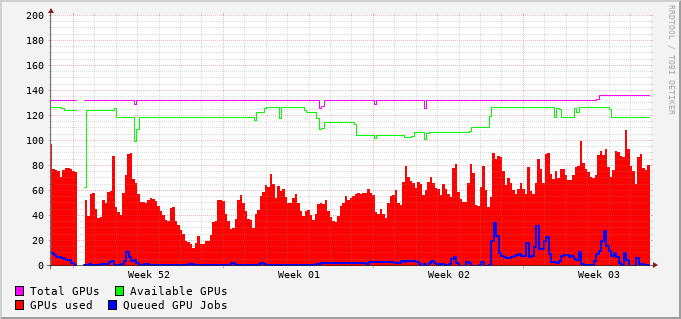 200
180
160
140
120
100
80
60
40
20
0
Week 52 Week 01 Week 02 Week 03
Total GPUs Available GPUs
GPUs used Queued GPU Jobs
RRDTOOL / TOBI OETIKER